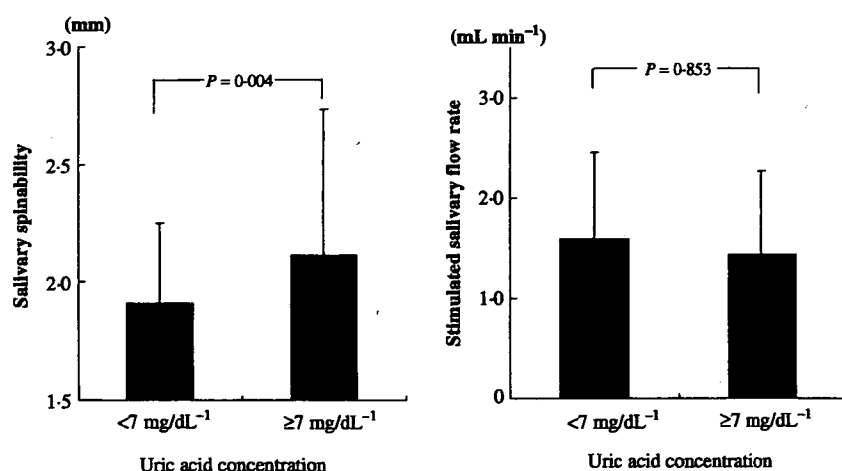 (mm)
3·0
2·5
2·0
1·5
Salivary spinability
P = 0·004
<7 mg/dL⁻¹
≥7 mg/dL⁻¹
Uric acid concentration
(mL min⁻¹)
3·0
2·0
1·0
0
Stimulated salivary flow rate
P = 0·853
<7 mg/dL⁻¹
≥7 mg/dL⁻¹
Uric acid concentration